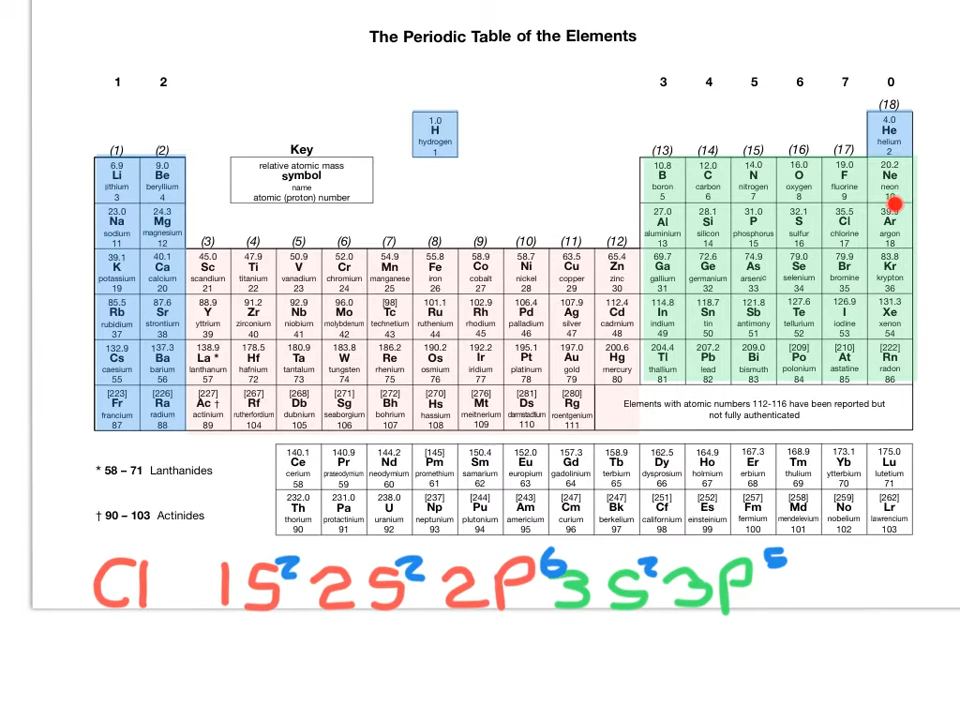 The Periodic Table of the Elements
1 2 3 4 5 6 7 0
(18)
1.0 4.0
H He
hydrogen helium
1 2
(1) (2) Key (13) (14) (15) (16) (17)
6.9 9.0 relative atomic mass 10.8 12.0 14.0 16.0 19.0 20.2
Li Be symbol B C N O F Ne
lithium beryllium name boron carbon nitrogen oxygen fluorine neon
3 4 atomic (proton) number 5 6 7 8 9
23.0 24.3 27.0 28.1 31.0 32.1 35.5
Na Mg Al Si P S Cl Ar
sodium magnesium aluminium silicon phosphorus sulfur chlorine argon
11 12 (3) (4) (5) (6) (7) (8) (9) (10) (11) (12) 13 14 15 16 17 18
39.1 40.1 45.0 47.9 50.9 52.0 54.9 55.8 58.9 58.7 63.5 65.4 69.7 72.6 74.9 79.0 79.9 83.8
K Ca Sc Ti V Cr Mn Fe Co Ni Cu Zn Ga Ge As Se Br Kr
potassium calcium scandium titanium vanadium chromium manganese iron cobalt nickel copper zinc gallium germanium arsenic selenium bromine krypton
19 20 21 22 23 24 25 26 27 28 29 30 31 32 33 34 35 36
85.5 87.6 88.9 91.2 92.9 96.0 [98] 101.1 102.9 106.4 107.9 112.4 114.8 118.7 121.8 127.6 126.9 131.3
Rb Sr Y Zr Nb Mo Tc Ru Rh Pd Ag Cd In Sn Sb Te I Xe
rubidium strontium yttrium zirconium niobium molybdenum technetium ruthenium rhodium palladium silver cadmium indium tin antimony tellurium iodine xenon
37 38 39 40 41 42 43 44 45 46 47 48 49 50 51 52 53 54
132.9 137.3 138.9 178.5 180.9 183.8 186.2 190.2 192.2 195.1 197.0 200.6 204.4 207.2 209.0 [209] [210] [222]
Cs Ba La * Hf Ta W Re Os Ir Pt Au Hg Tl Pb Bi Po At Rn
caesium barium lanthanum hafnium tantalum tungsten rhenium osmium iridium platinum gold mercury thallium lead bismuth polonium astatine radon
55 56 57 72 73 74 75 76 77 78 79 80 81 82 83 84 85 86
[223] [226] [227] [267] [268] [271] [272] [270] [276] [281] [280]
Fr Ra Ac † Rf Db Sg Bh Hs Mt Ds Rg Elements with atomic numbers 112-116 have been reported but
francium radium actinium rutherfordium dubnium seaborgium bohrium hassium meitnerium darmstadtium roentgenium not fully authenticated
87 88 89 104 105 106 107 108 109 110 111
140.1 140.9 144.2 [145] 150.4 152.0 157.3 158.9 162.5 164.9 167.3 168.9 173.1 175.0
* 58 – 71 Lanthanides Ce Pr Nd Pm Sm Eu Gd Tb Dy Ho Er Tm Yb Lu
cerium praseodymium neodymium promethium samarium europium gadolinium terbium dysprosium holmium erbium thulium ytterbium lutetium
58 59 60 61 62 63 64 65 66 67 68 69 70 71
232.0 231.0 238.0 [237] [244] [243] [247] [247] [251] [252] [257] [258] [259] [262]
† 90 – 103 Actinides Th Pa U Np Pu Am Cm Bk Cf Es Fm Md No Lr
thorium protactinium uranium neptunium plutonium americium curium berkelium californium einsteinium fermium mendelevium nobelium lawrencium
90 91 92 93 94 95 96 97 98 99 100 101 102 103
Cl 1S² 2S² 2P⁶ 3S² 3P⁵